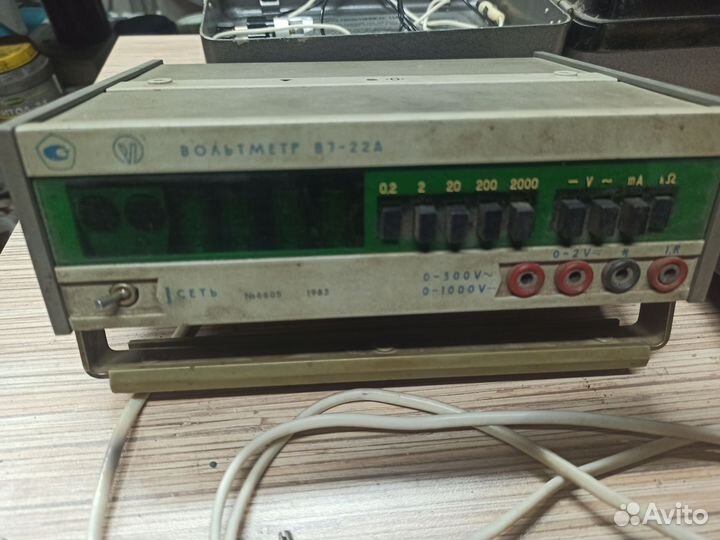 ВОЛЬТМЕТР В7-22А
0,2 2 20 200 2000 V mA kΩ
0-2V
IR
0-500V~
0-1000V
СЕТЬ 1983
Avito